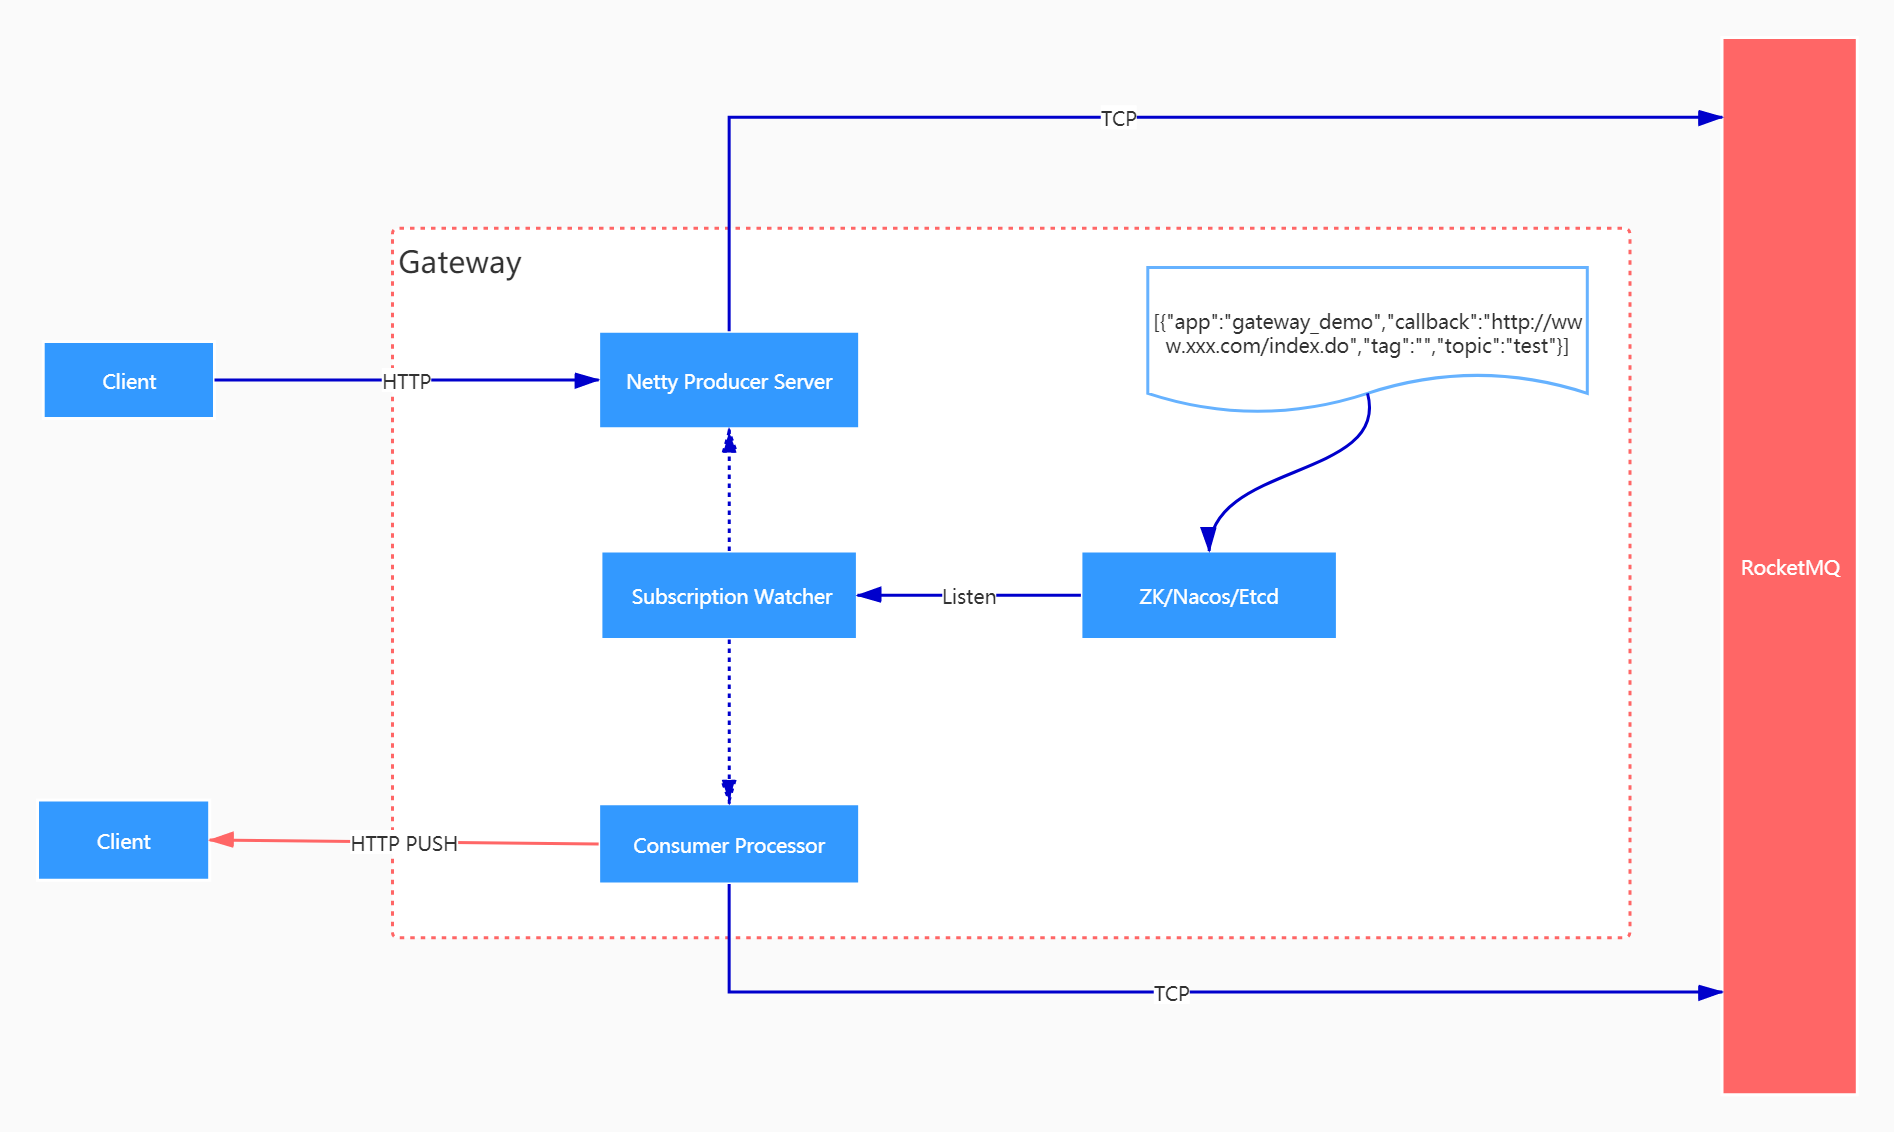 TCP
Gateway
[{"app":"gateway_demo","callback":"http://ww
w.xxx.com/index.do","tag":"","topic":"test"}]
Client
HTTP
Netty Producer Server
RocketMQ
Subscription Watcher
Listen
ZK/Nacos/Etcd
Client
HTTP PUSH
Consumer Processor
TCP